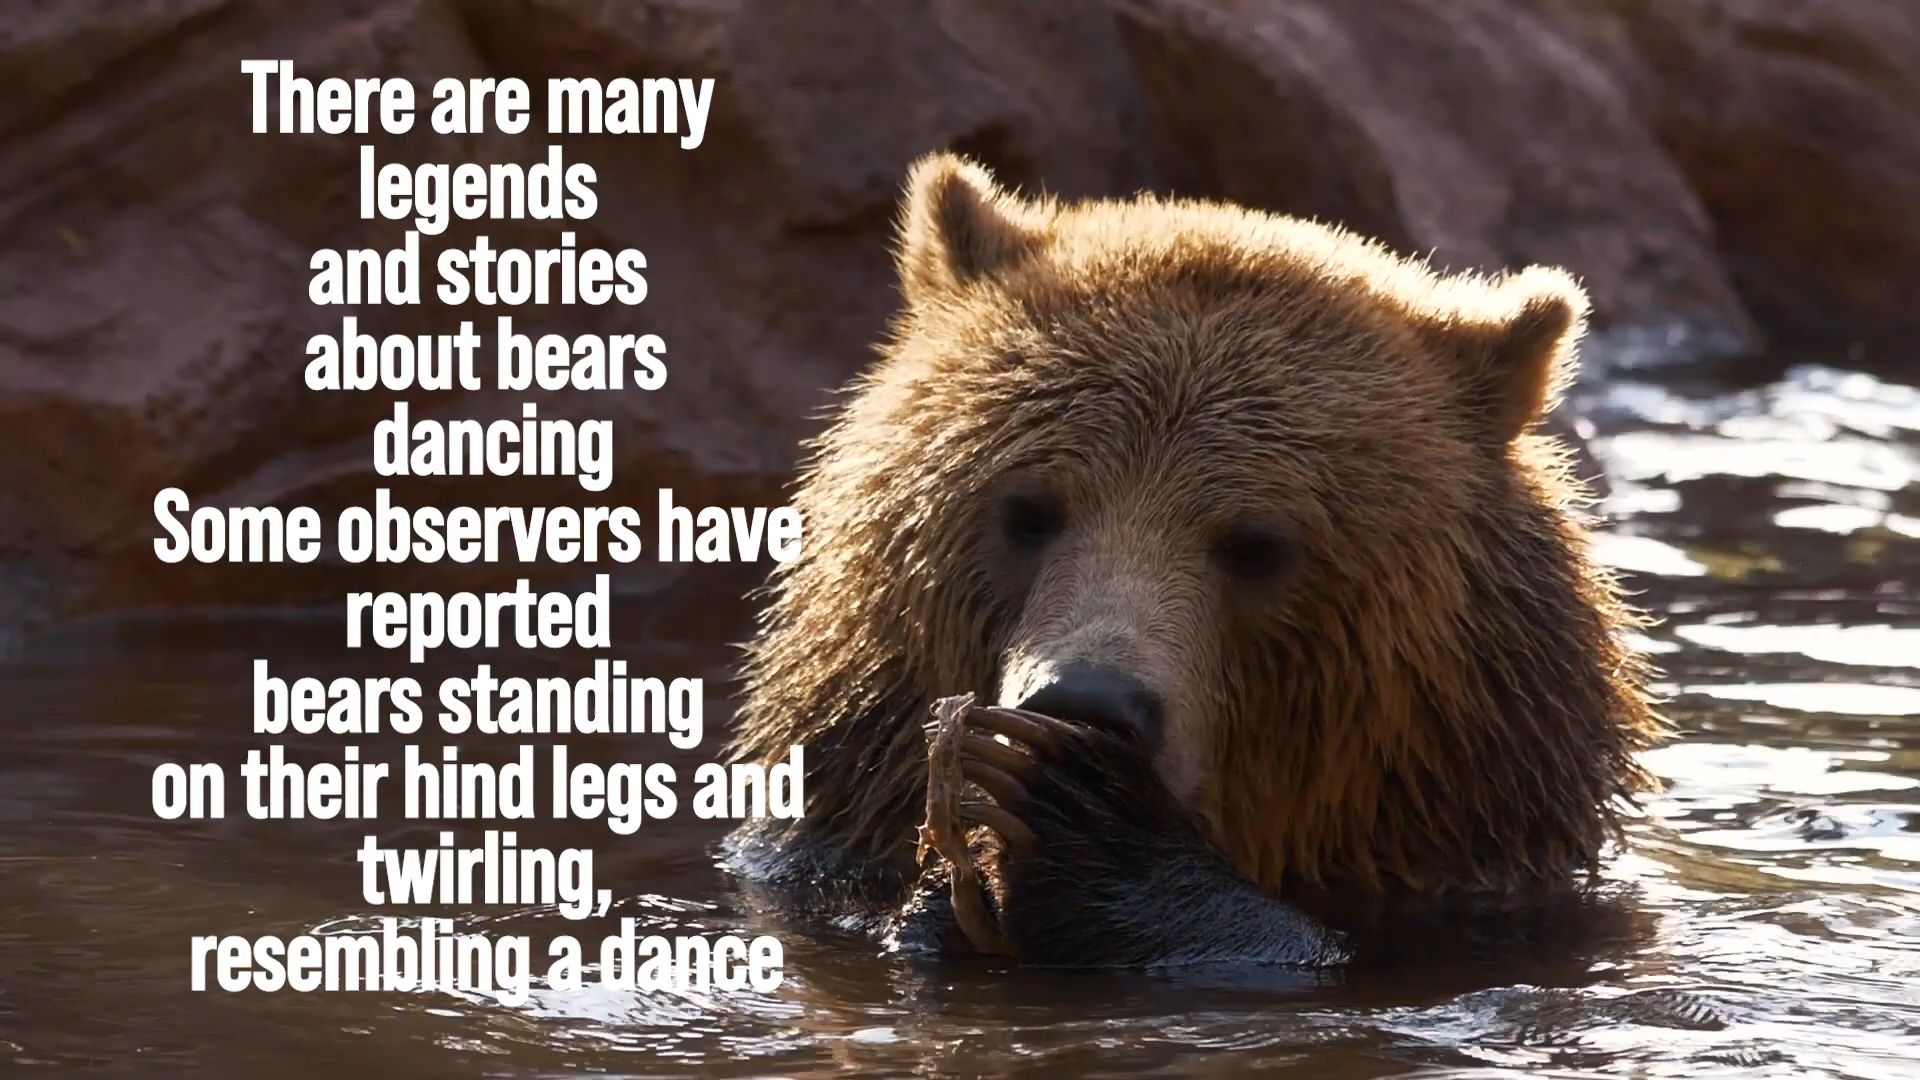 There are many
legends
and stories
about bears
dancing
Some observers have
reported
bears standing
on their hind legs and
twirling,
resembling a dance